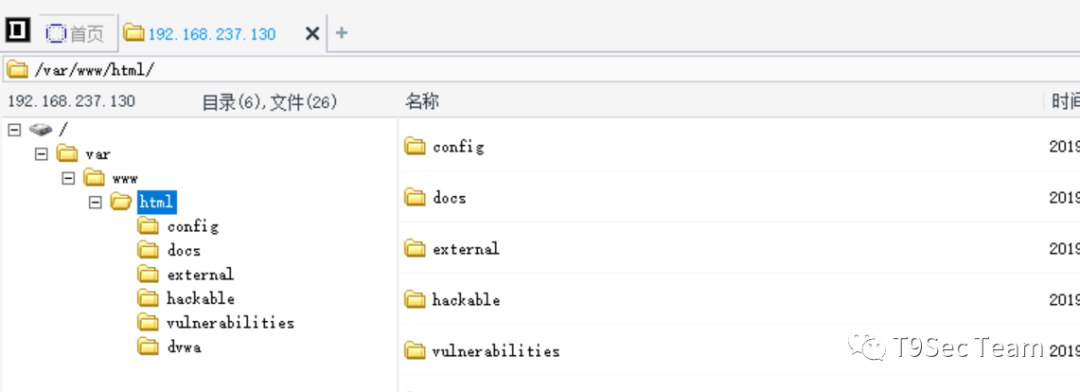 首页 192.168.237.130
/var/www/html/
192.168.237.130 目录(6),文件(26) 名称 时间
/
var
www
html
config
docs
external
hackable
vulnerabilities
dvwa
config 2019
docs 2019
external 2019
hackable 2019
vulnerabilities 2019
T9Sec Team